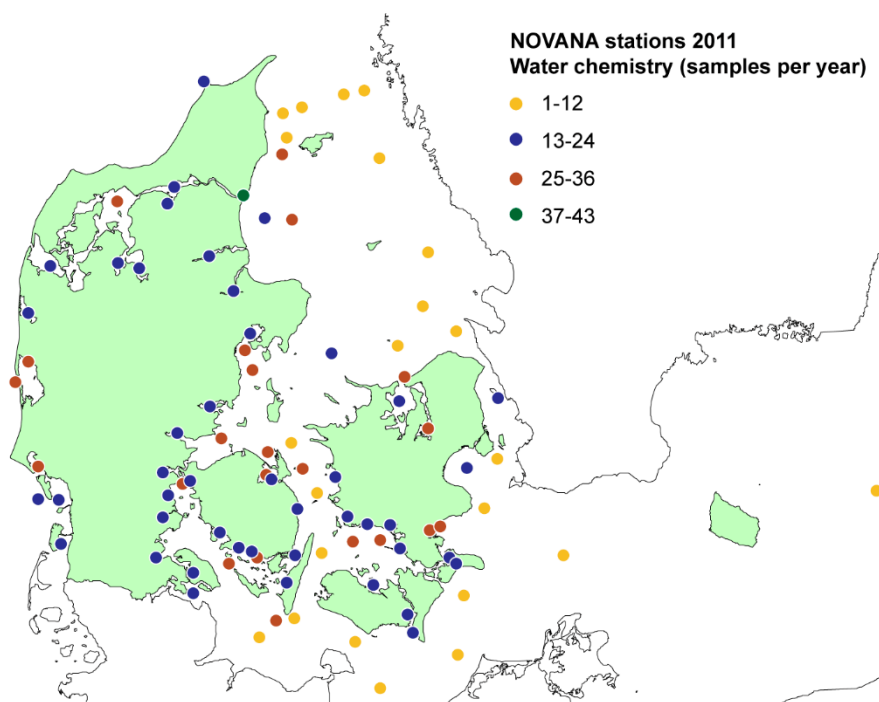 NOVANA stations 2011
Water chemistry (samples per year)
1-12
13-24
25-36
37-43